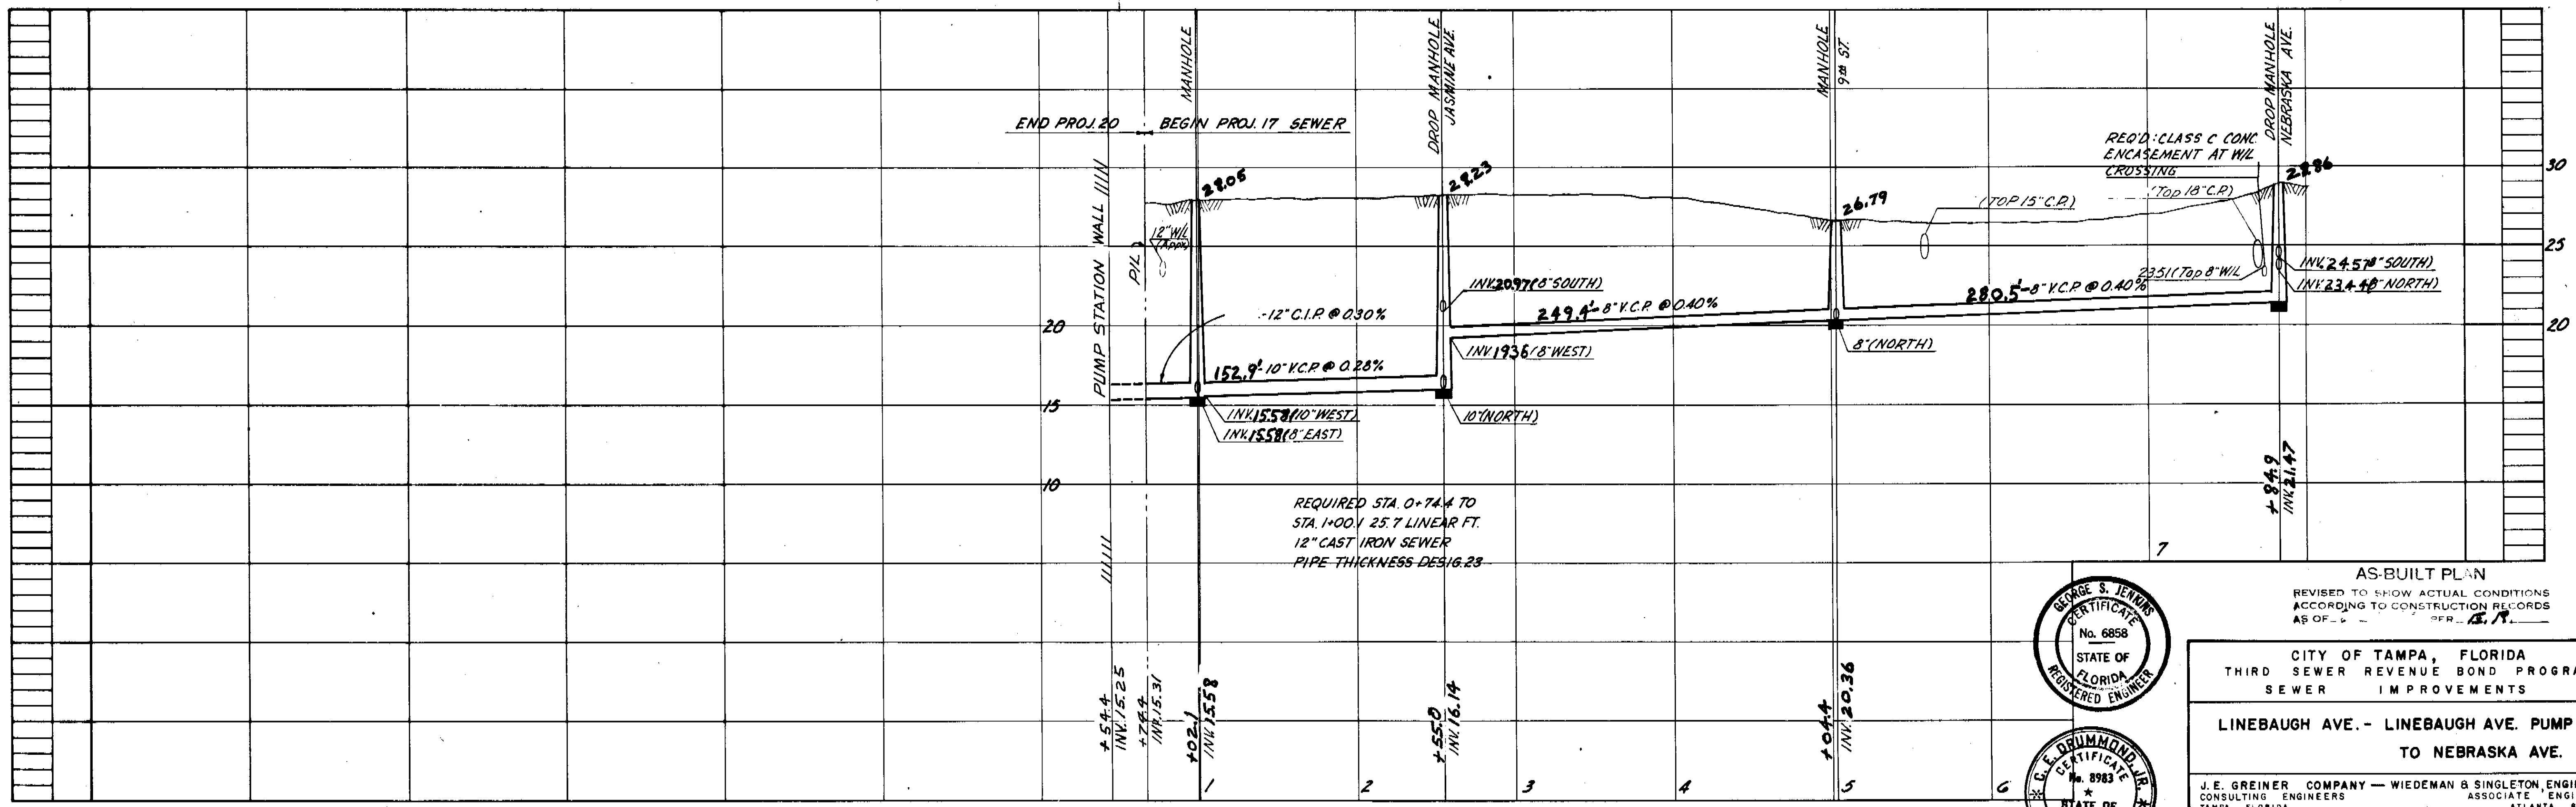 MANHOLE
DROP MANHOLE
JASMINE AVE.
MANHOLE
9TH ST.
DROP MANHOLE
NEBRASKA AVE.
END PROJ. 20
BEGIN PROJ. 17 SEWER
REQ'D: CLASS C CONC.
ENCASEMENT AT W/L
CROSSING
30
PUMP STATION WALL
28.23
26.79
(TOP 15" C.P.)
(TOP 18" C.P.)
P/L
12" W/L
(Appx)
25
INV. 20.97 (8" SOUTH)
23.51 (Top 8" W/L
INV. 24.57 8" SOUTH)
INV. 23.44 8" NORTH)
12" C.I.P. @ 0.30%
249.4'-8" V.C.P. @ 0.40%
280.5'-8" V.C.P. @ 0.40%
20
20
INV. 19.36 (8" WEST)
8" (NORTH)
152.9'-10" V.C.P. @ 0.28%
15
INV. 15.58 (10" WEST)
INV. 15.58 (8" EAST)
10" (NORTH)
10
REQUIRED STA. 0+74.4 TO
STA. 1+00.1 25.7 LINEAR FT.
12" CAST IRON SEWER
PIPE THICKNESS DESIG. 23
+84.9
INV. 21.47
7
+54.4
INV. 15.25
+74.4
INV. 15.31
+02.1
INV. 15.58
+55.0
INV. 16.14
+04.4
INV. 20.36
1
2
3
4
5
6
AS-BUILT PLAN
REVISED TO SHOW ACTUAL CONDITIONS
ACCORDING TO CONSTRUCTION RECORDS
AS OF PER
GEORGE S. JENKINS
CERTIFICATE
No. 6858
STATE OF
FLORIDA
REGISTERED ENGINEER
C. E. DRUMMOND, JR.
CERTIFICATE
No. 8983
STATE OF
CITY OF TAMPA, FLORIDA
THIRD SEWER REVENUE BOND PROGRA
SEWER IMPROVEMENTS
LINEBAUGH AVE.- LINEBAUGH AVE. PUMP
TO NEBRASKA AVE.
J.E. GREINER COMPANY — WIEDEMAN & SINGLETON, ENGI
CONSULTING ENGINEERS ASSOCIATE ENGI